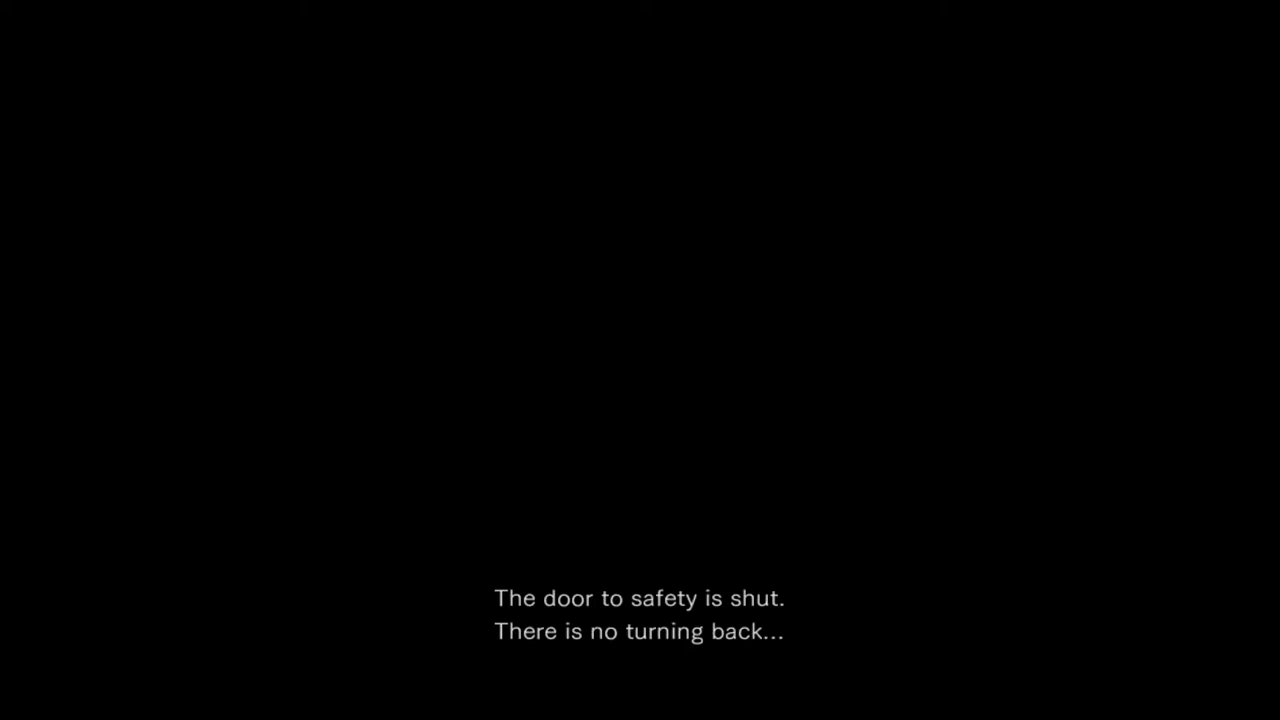 The door to safety is shut.
There is no turning back...